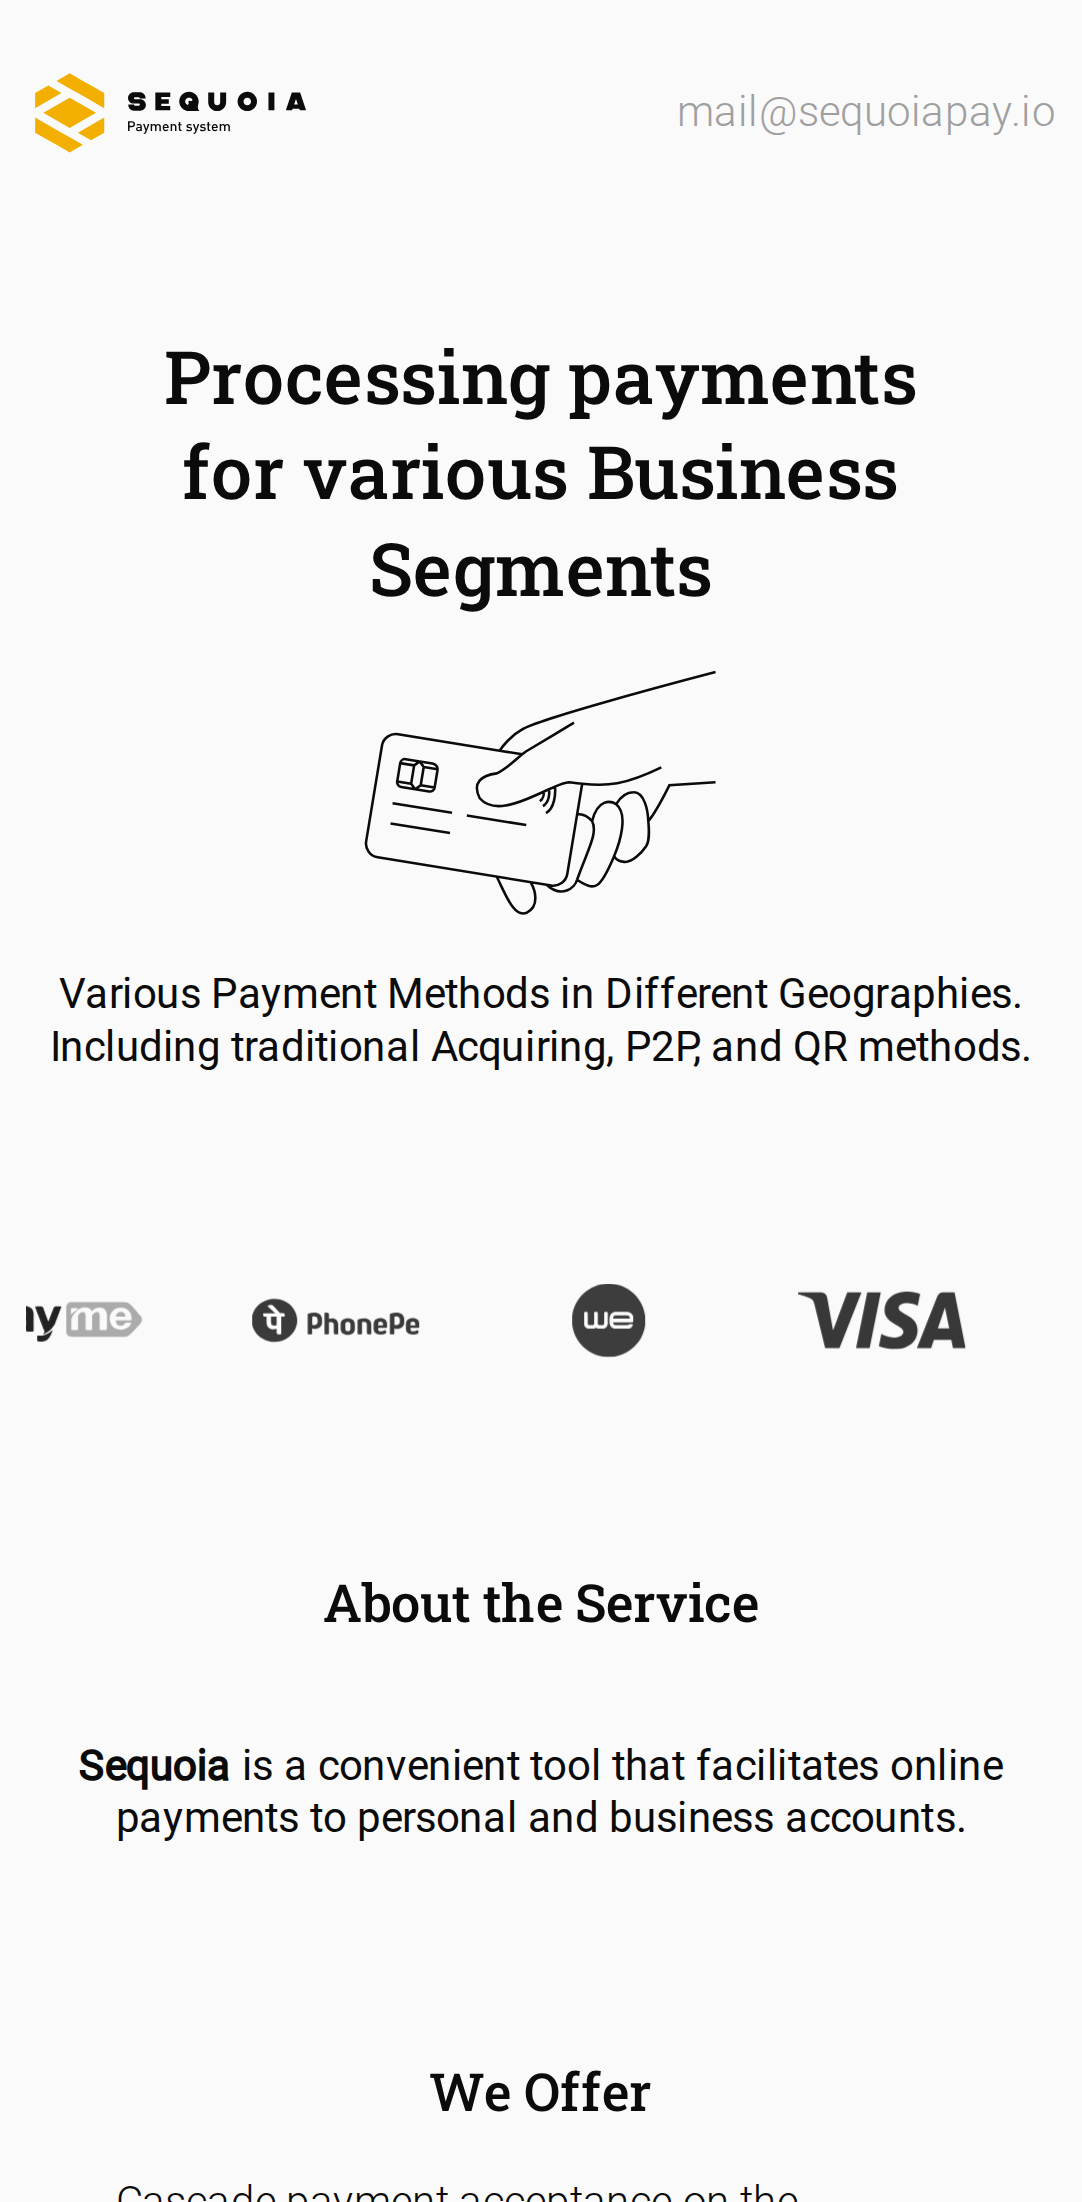 SEQUOIA
Payment system
mail@sequoiapay.io
Processing payments
for various Business
Segments
Various Payment Methods in Different Geographies.
Including traditional Acquiring, P2P, and QR methods.
ay me
पे PhonePe
we
VISA
About the Service
Sequoia is a convenient tool that facilitates online
payments to personal and business accounts.
We Offer
Cascade payment acceptance on the